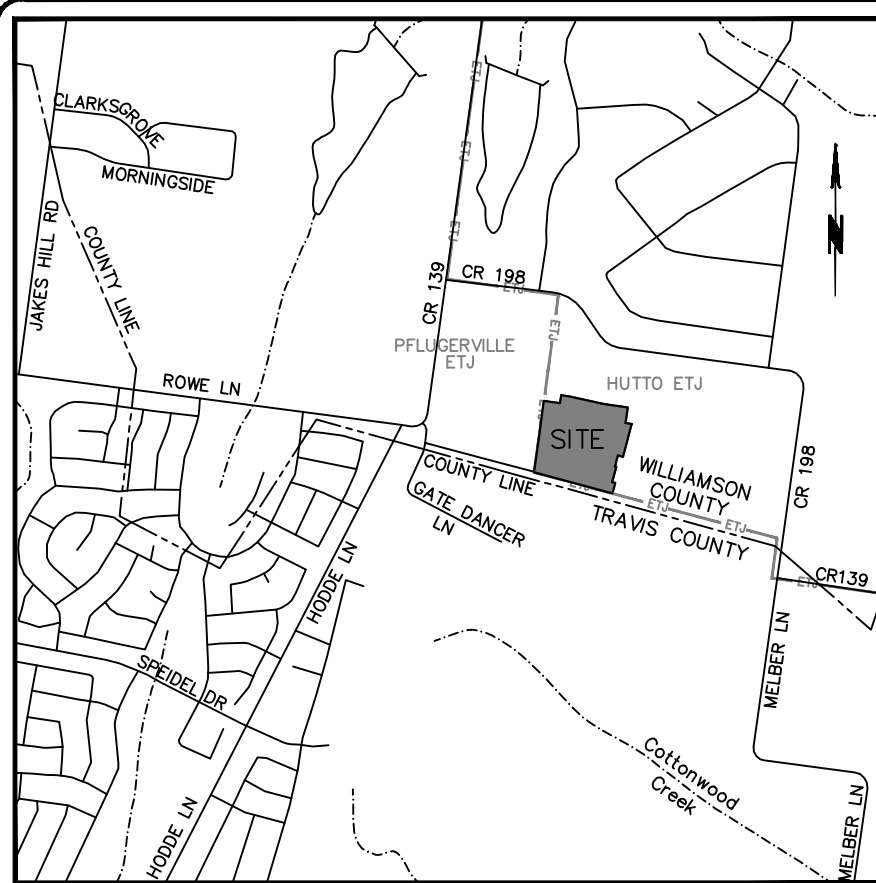 ETJ
CLARKSGROVE
MORNINGSIDE
ETJ
JAKES HILL RD
COUNTY LINE
ETJ
N
CR 139
CR 198
ETJ
ETJ
PFLUGERVILLE
ETJ
HUTTO ETJ
ROWE LN
ETJ
SITE
COUNTY LINE
WILLIAMSON
COUNTY
CR 198
ETJ
GATE DANCER
LN
ETJ
ETJ
TRAVIS COUNTY
HODDE LN
CR139
ETJ
MELBER LN
SPEIDEL DR
Cottonwood
Creek
HODDE LN
MELBER LN